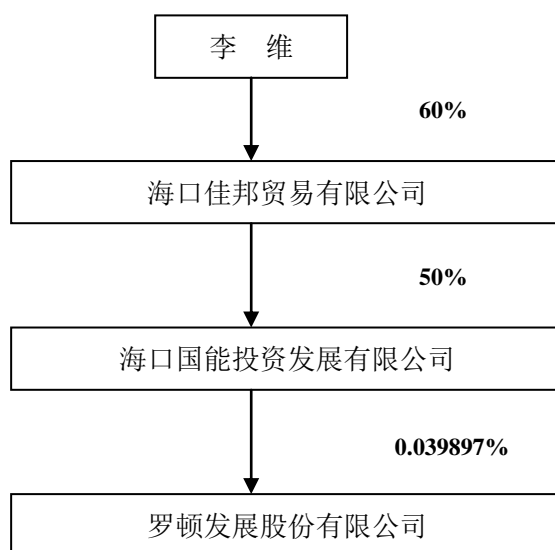 李 维
60%
海口佳邦贸易有限公司
50%
海口国能投资发展有限公司
0.039897%
罗顿发展股份有限公司